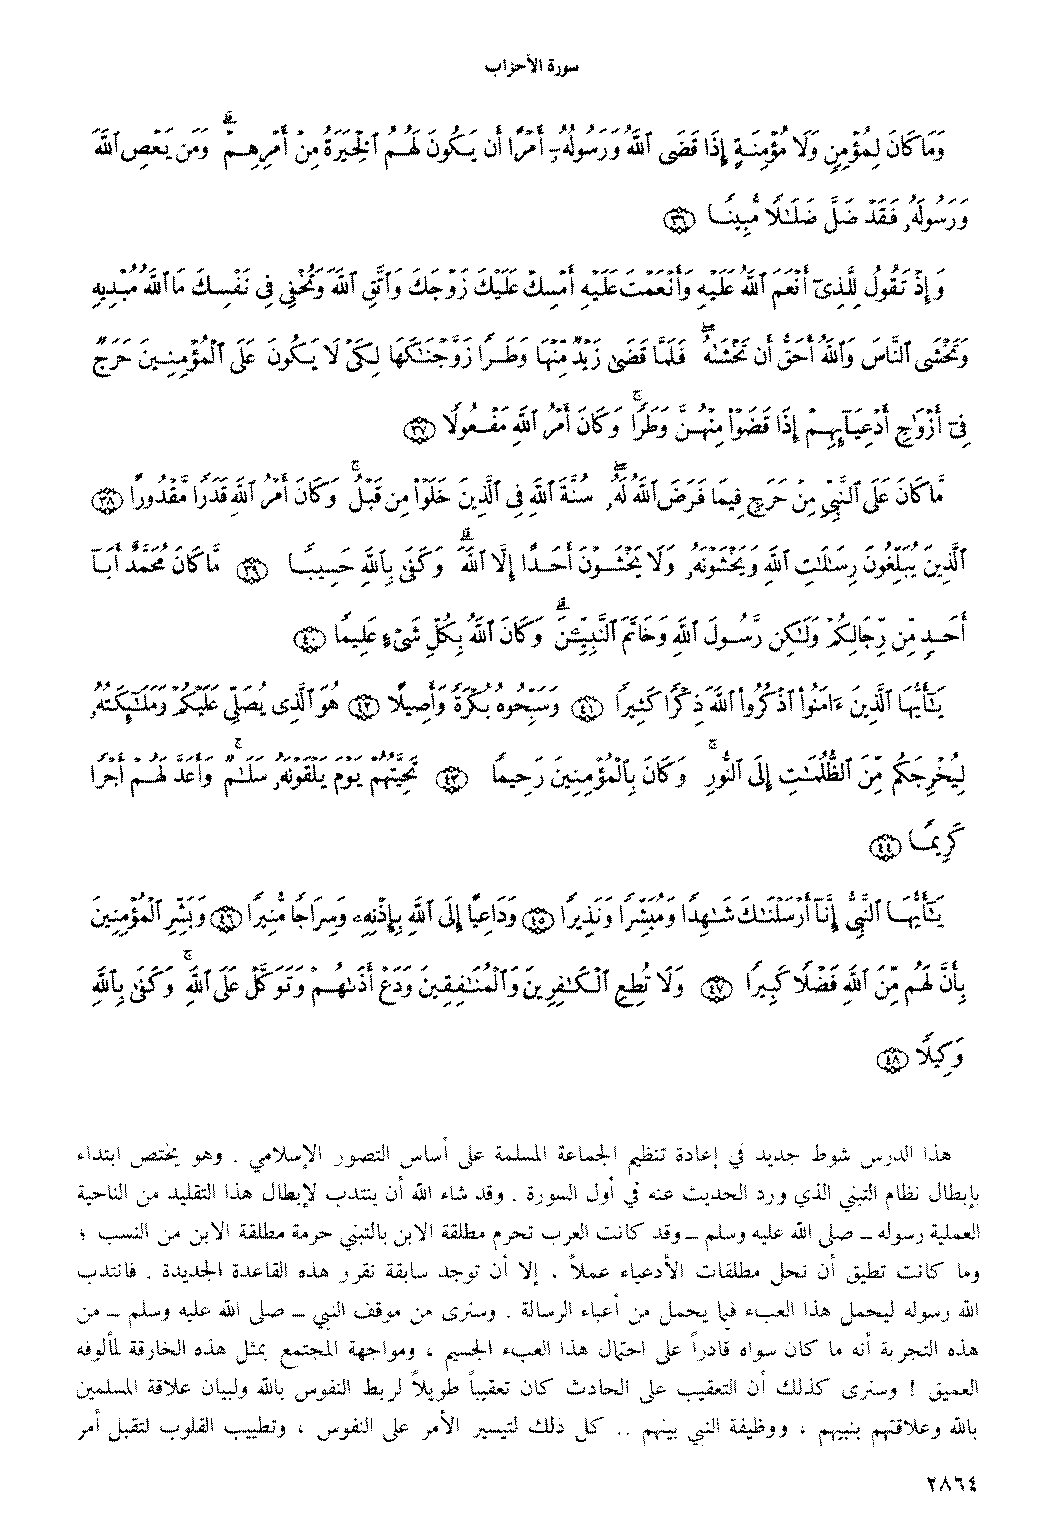 سورة الأحزاب
وَمَا كَانَ لِمُؤْمِنٍ وَلَا مُؤْمِنَةٍ إِذَا قَضَى ٱللَّهُ وَرَسُولُهُۥٓ أَمْرًا أَن يَكُونَ لَهُمُ ٱلْخِيَرَةُ مِنْ أَمْرِهِمْ ۗ وَمَن يَعْصِ ٱللَّهَ
وَرَسُولَهُۥ فَقَدْ ضَلَّ ضَلَٰلًا مُّبِينًا ﴿٣٦﴾
وَإِذْ تَقُولُ لِلَّذِىٓ أَنْعَمَ ٱللَّهُ عَلَيْهِ وَأَنْعَمْتَ عَلَيْهِ أَمْسِكْ عَلَيْكَ زَوْجَكَ وَٱتَّقِ ٱللَّهَ وَتُخْفِى فِى نَفْسِكَ مَا ٱللَّهُ مُبْدِيهِ
وَتَخْشَى ٱلنَّاسَ وَٱللَّهُ أَحَقُّ أَن تَخْشَىٰهُ ۖ فَلَمَّا قَضَىٰ زَيْدٌ مِّنْهَا وَطَرًا زَوَّجْنَٰكَهَا لِكَىْ لَا يَكُونَ عَلَى ٱلْمُؤْمِنِينَ حَرَجٌ
فِىٓ أَزْوَٰجِ أَدْعِيَآئِهِمْ إِذَا قَضَوْا۟ مِنْهُنَّ وَطَرًا ۚ وَكَانَ أَمْرُ ٱللَّهِ مَفْعُولًا ﴿٣٧﴾
مَّا كَانَ عَلَى ٱلنَّبِىِّ مِنْ حَرَجٍ فِيمَا فَرَضَ ٱللَّهُ لَهُۥ ۖ سُنَّةَ ٱللَّهِ فِى ٱلَّذِينَ خَلَوْا۟ مِن قَبْلُ ۚ وَكَانَ أَمْرُ ٱللَّهِ قَدَرًا مَّقْدُورًا ﴿٣٨﴾
ٱلَّذِينَ يُبَلِّغُونَ رِسَٰلَٰتِ ٱللَّهِ وَيَخْشَوْنَهُۥ وَلَا يَخْشَوْنَ أَحَدًا إِلَّا ٱللَّهَ ۗ وَكَفَىٰ بِٱللَّهِ حَسِيبًا ﴿٣٩﴾ مَّا كَانَ مُحَمَّدٌ أَبَآ
أَحَدٍ مِّن رِّجَالِكُمْ وَلَٰكِن رَّسُولَ ٱللَّهِ وَخَاتَمَ ٱلنَّبِيِّـۧنَ ۗ وَكَانَ ٱللَّهُ بِكُلِّ شَىْءٍ عَلِيمًا ﴿٤٠﴾
يَٰٓأَيُّهَا ٱلَّذِينَ ءَامَنُوا۟ ٱذْكُرُوا۟ ٱللَّهَ ذِكْرًا كَثِيرًا ﴿٤١﴾ وَسَبِّحُوهُ بُكْرَةً وَأَصِيلًا ﴿٤٢﴾ هُوَ ٱلَّذِى يُصَلِّى عَلَيْكُمْ وَمَلَٰٓئِكَتُهُۥ
لِيُخْرِجَكُم مِّنَ ٱلظُّلُمَٰتِ إِلَى ٱلنُّورِ ۚ وَكَانَ بِٱلْمُؤْمِنِينَ رَحِيمًا ﴿٤٣﴾ تَحِيَّتُهُمْ يَوْمَ يَلْقَوْنَهُۥ سَلَٰمٌ ۚ وَأَعَدَّ لَهُمْ أَجْرًا
كَرِيمًا ﴿٤٤﴾
يَٰٓأَيُّهَا ٱلنَّبِىُّ إِنَّآ أَرْسَلْنَٰكَ شَٰهِدًا وَمُبَشِّرًا وَنَذِيرًا ﴿٤٥﴾ وَدَاعِيًا إِلَى ٱللَّهِ بِإِذْنِهِۦ وَسِرَاجًا مُّنِيرًا ﴿٤٦﴾ وَبَشِّرِ ٱلْمُؤْمِنِينَ
بِأَنَّ لَهُم مِّنَ ٱللَّهِ فَضْلًا كَبِيرًا ﴿٤٧﴾ وَلَا تُطِعِ ٱلْكَٰفِرِينَ وَٱلْمُنَٰفِقِينَ وَدَعْ أَذَىٰهُمْ وَتَوَكَّلْ عَلَى ٱللَّهِ ۚ وَكَفَىٰ بِٱللَّهِ
وَكِيلًا ﴿٤٨﴾
هذا الدرس شوط جديد في إعادة تنظيم الجماعة المسلمة على أساس التصور الإسلامي . وهو يختص ابتداء
بإبطال نظام التبني الذي ورد الحديث عنه في أول السورة . وقد شاء الله أن ينتدب لإبطال هذا التقليد من الناحية
العملية رسوله – صلى الله عليه وسلم – وقد كانت العرب تحرم مطلقة الابن بالتبني حرمة مطلقة الابن من النسب ؛
وما كانت تطيق أن تحل مطلقات الأدعياء عملاً ، إلا أن توجد سابقة تقرر هذه القاعدة الجديدة . فانتدب
الله رسوله ليحمل هذا العبء فيما يحمل من أعباء الرسالة . وسنرى من موقف النبي – صلى الله عليه وسلم – من
هذه التجربة أنه ما كان سواه قادراً على احتمال هذا العبء الجسيم ، ومواجهة المجتمع بمثل هذه الخارقة لمألوفه
العميق ! وسنرى كذلك أن التعقيب على الحادث كان تعقيباً طويلاً لربط النفوس بالله ولبيان علاقة المسلمين
بالله وعلاقتهم بنبيهم ، ووظيفة النبي بينهم .. كل ذلك لتيسير الأمر على النفوس ، وتطييب القلوب لتقبل أمر
٢٨٦٤